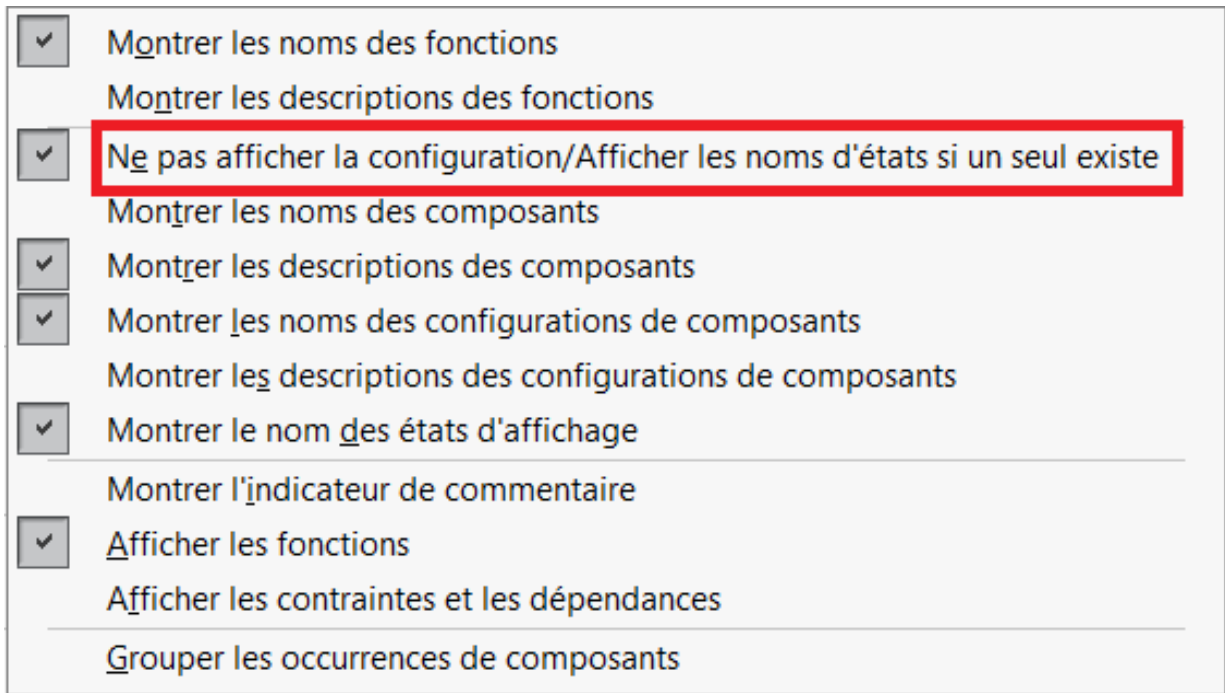 Montrer les noms des fonctions
Montrer les descriptions des fonctions
Ne pas afficher la configuration/Afficher les noms d'états si un seul existe
Montrer les noms des composants
Montrer les descriptions des composants
Montrer les noms des configurations de composants
Montrer les descriptions des configurations de composants
Montrer le nom des états d'affichage
Montrer l'indicateur de commentaire
Afficher les fonctions
Afficher les contraintes et les dépendances
Grouper les occurrences de composants